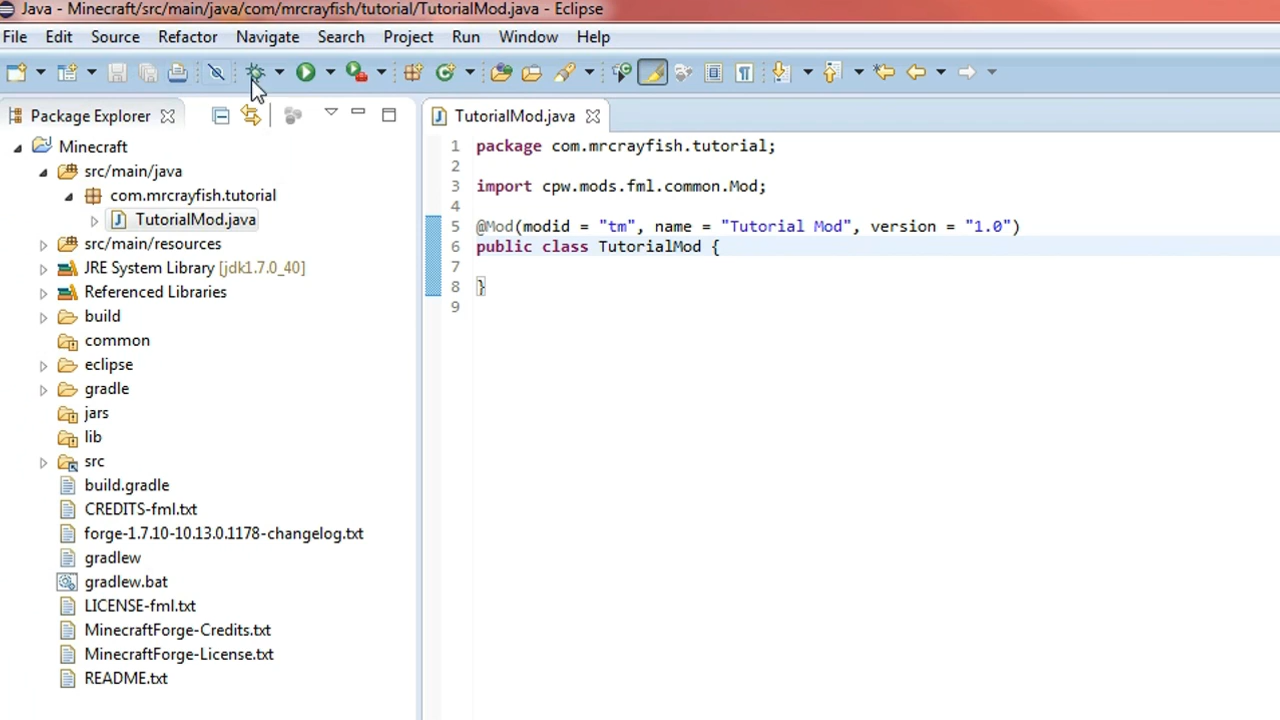 Java - Minecraft/src/main/java/com/mrcrayfish/tutorial/TutorialMod.java - Eclipse
File Edit Source Refactor Navigate Search Project Run Window Help
Package Explorer
Minecraft
src/main/java
com.mrcrayfish.tutorial
TutorialMod.java
src/main/resources
JRE System Library [jdk1.7.0_40]
Referenced Libraries
build
common
eclipse
gradle
jars
lib
src
build.gradle
CREDITS-fml.txt
forge-1.7.10-10.13.0.1178-changelog.txt
gradlew
gradlew.bat
LICENSE-fml.txt
MinecraftForge-Credits.txt
MinecraftForge-License.txt
README.txt
TutorialMod.java
1 package com.mrcrayfish.tutorial;
2
3 import cpw.mods.fml.common.Mod;
4
5 @Mod(modid = "tm", name = "Tutorial Mod", version = "1.0")
6 public class TutorialMod {
7
8 }
9